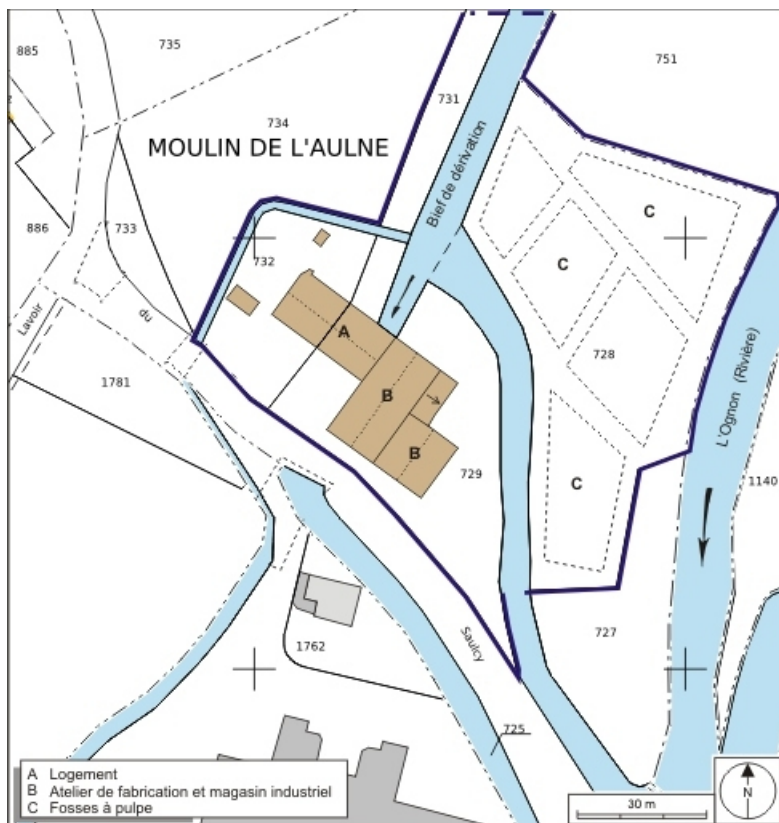 735
885
751
731
734
MOULIN DE L'AULNE
Bief de dérivation
C
886
733
732
C
Lavoir
du
A
L'Ognon (Rivière)
728
1781
B
B
729
C
1140
Saulcy
727
1762
725
A Logement
B Atelier de fabrication et magasin industriel
C Fosses à pulpe
30 m
N